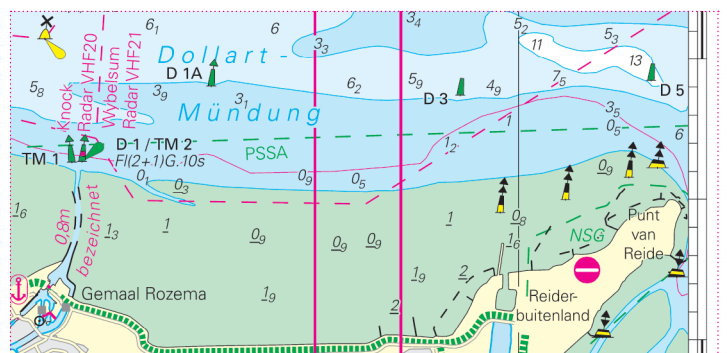 6₁
6
3₃
3₄
5₂
5₃
11
13
Dollart-
D 1A
5₈
3₉
3₁
6₂
5₉
4₉
7₅
D 3
D 5
Mündung
3₅
1
0₅
6
Knock
Radar VHF20
Wybelsum
Radar VHF21
D 1 / TM 2
Fl(2+1)G.10s
TM 1
PSSA
1₂
0₁
0₃
0₉
0₅
0₉
1₆
0,8m
bezeichnet
1₃
1
0₉
0₉
0₉
1
0₈
1₆
NSG
Punt
van
Reide
1₉
1₉
2
2
Gemaal Rozema
Reider-
buitenland